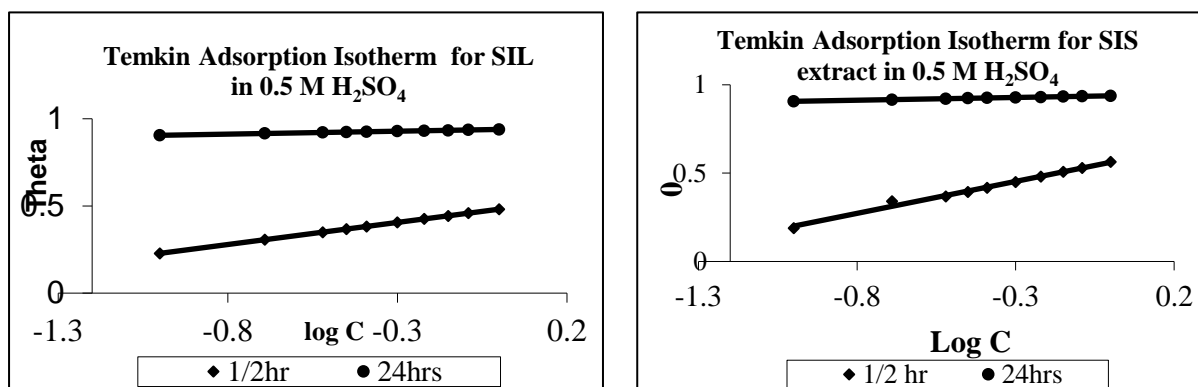 Temkin Adsorption Isotherm for SIL
in 0.5 M H₂SO₄
1
0.5
0
Theta
-1.3
-0.8
-0.3
0.2
log C
1/2hr
24hrs
Temkin Adsorption Isotherm for SIS
extract in 0.5 M H₂SO₄
1
0.5
0
θ
-1.3
-0.8
-0.3
0.2
Log C
1/2 hr
24hrs